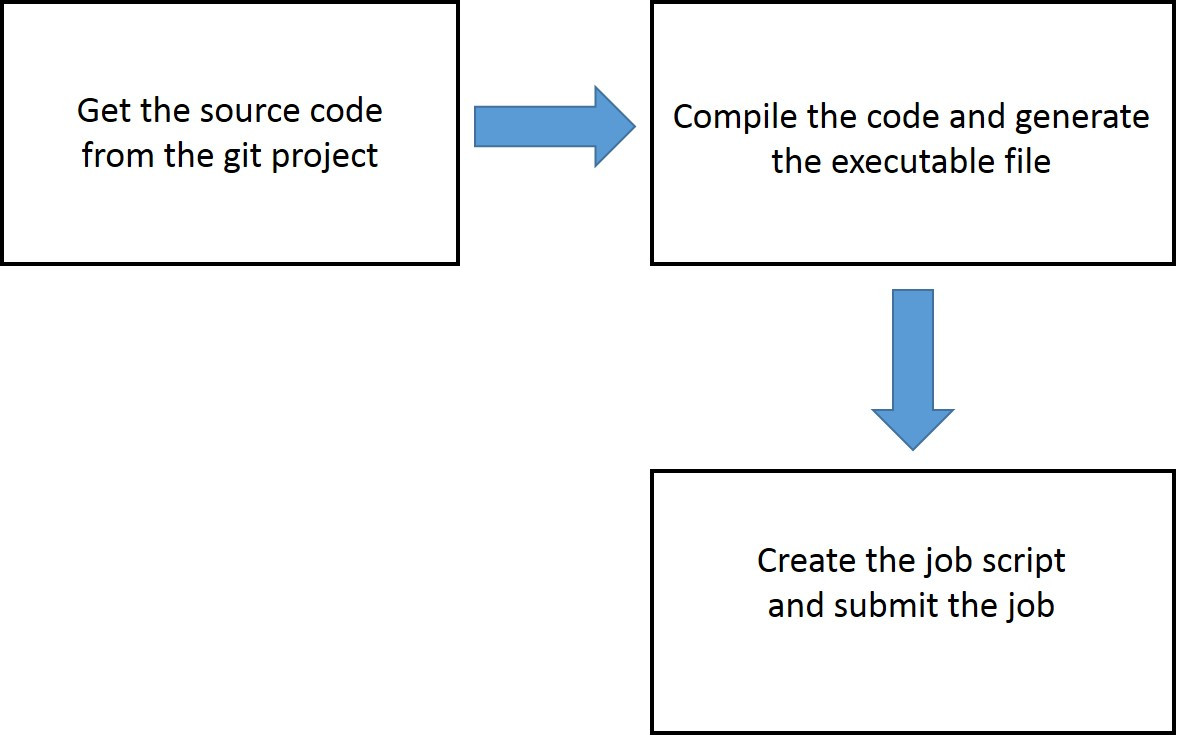 Get the source code
from the git project
Compile the code and generate
the executable file
Create the job script
and submit the job